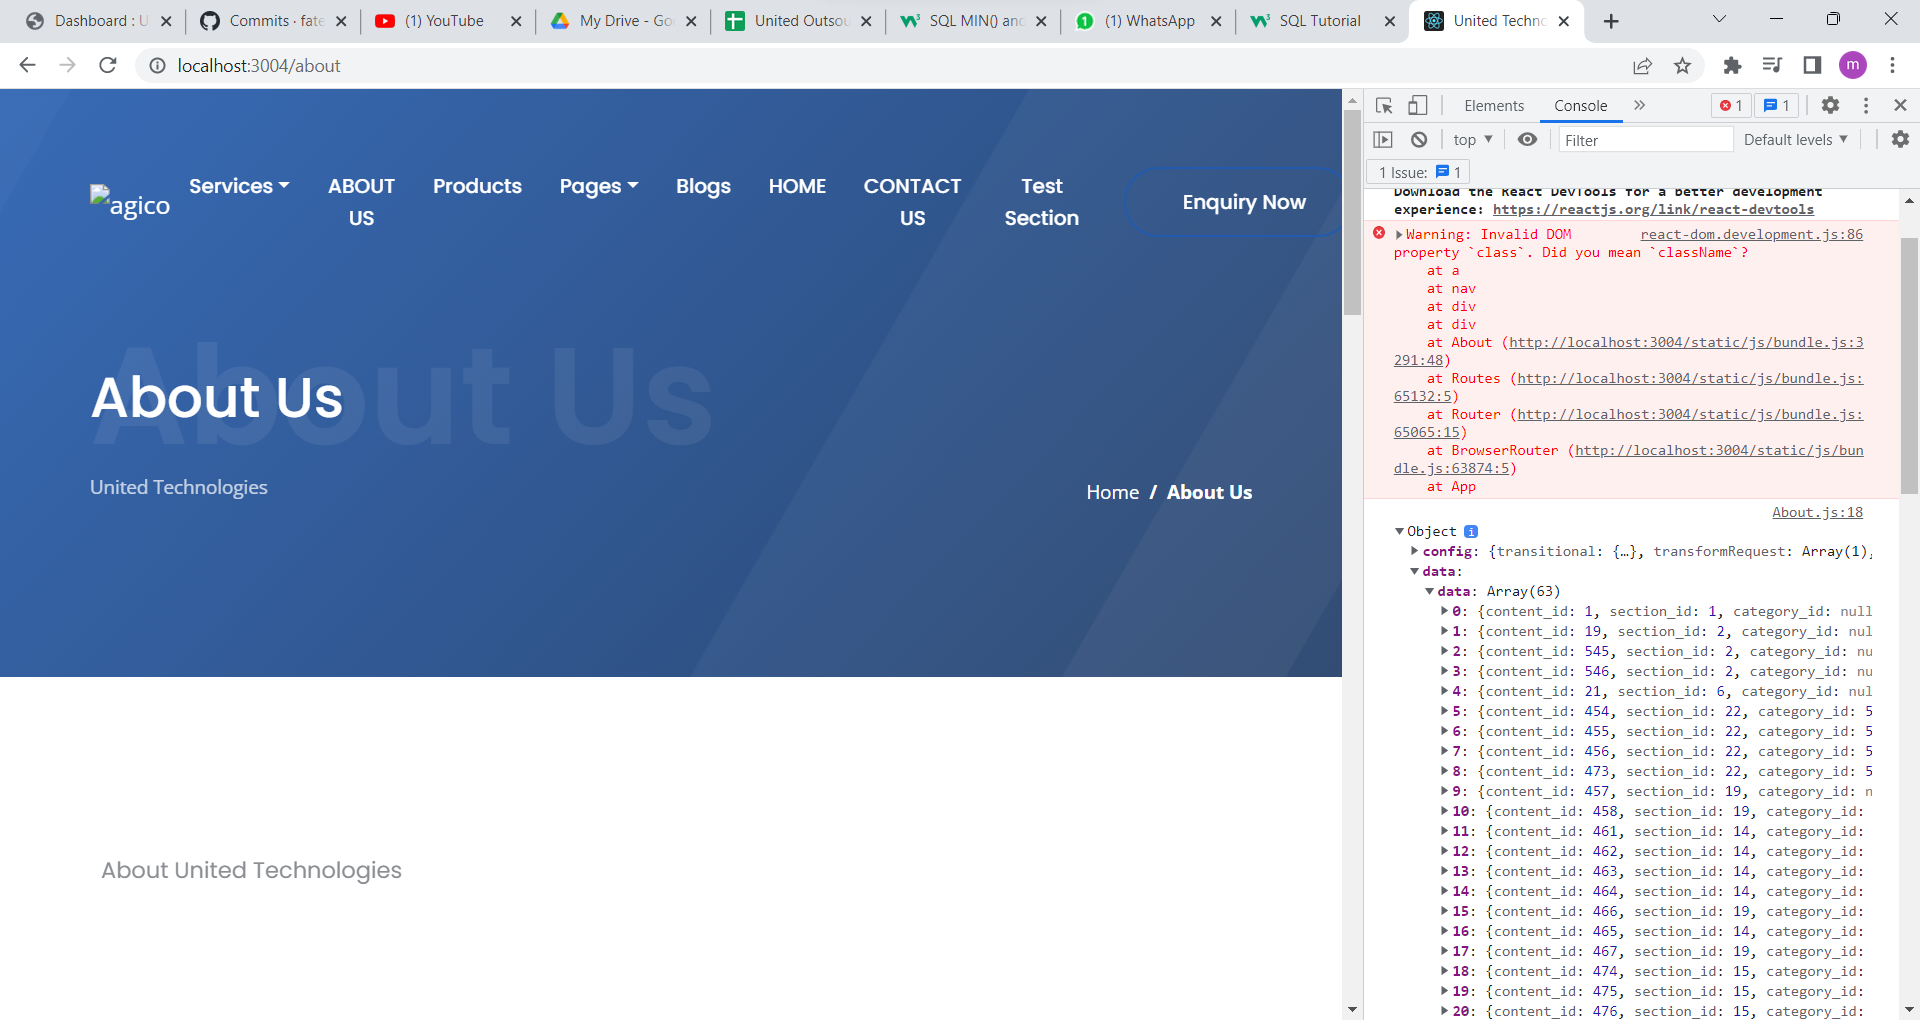 Dashboard : U
Commits · fate
(1) YouTube
My Drive - Go
United Outsou
SQL MIN() and
(1) WhatsApp
SQL Tutorial
United Techno
localhost:3004/about
m
Services
ABOUT US
Products
Pages
Blogs
HOME
CONTACT US
Test Section
Enquiry Now
agico
About Us
About Us
United Technologies
Home / About Us
About United Technologies
Elements
Console
1
1
top
Filter
Default levels
1 Issue: 1
Download the React DevTools for a better development
experience: https://reactjs.org/link/react-devtools
Warning: Invalid DOM react-dom.development.js:86
property `class`. Did you mean `className`?
at a
at nav
at div
at div
at About (http://localhost:3004/static/js/bundle.js:3
291:48)
at Routes (http://localhost:3004/static/js/bundle.js:
65132:5)
at Router (http://localhost:3004/static/js/bundle.js:
65065:15)
at BrowserRouter (http://localhost:3004/static/js/bun
dle.js:63874:5)
at App
About.js:18
Object i
config: {transitional: {…}, transformRequest: Array(1),
data:
data: Array(63)
0: {content_id: 1, section_id: 1, category_id: null
1: {content_id: 19, section_id: 2, category_id: nul
2: {content_id: 545, section_id: 2, category_id: nu
3: {content_id: 546, section_id: 2, category_id: nu
4: {content_id: 21, section_id: 6, category_id: null
5: {content_id: 454, section_id: 22, category_id: 5
6: {content_id: 455, section_id: 22, category_id: 5
7: {content_id: 456, section_id: 22, category_id: 5
8: {content_id: 473, section_id: 22, category_id: 5
9: {content_id: 457, section_id: 19, category_id: n
10: {content_id: 458, section_id: 19, category_id:
11: {content_id: 461, section_id: 14, category_id:
12: {content_id: 462, section_id: 14, category_id:
13: {content_id: 463, section_id: 14, category_id:
14: {content_id: 464, section_id: 14, category_id:
15: {content_id: 466, section_id: 19, category_id:
16: {content_id: 465, section_id: 14, category_id:
17: {content_id: 467, section_id: 19, category_id:
18: {content_id: 474, section_id: 15, category_id:
19: {content_id: 475, section_id: 15, category_id:
20: {content_id: 476, section_id: 15, category_id: